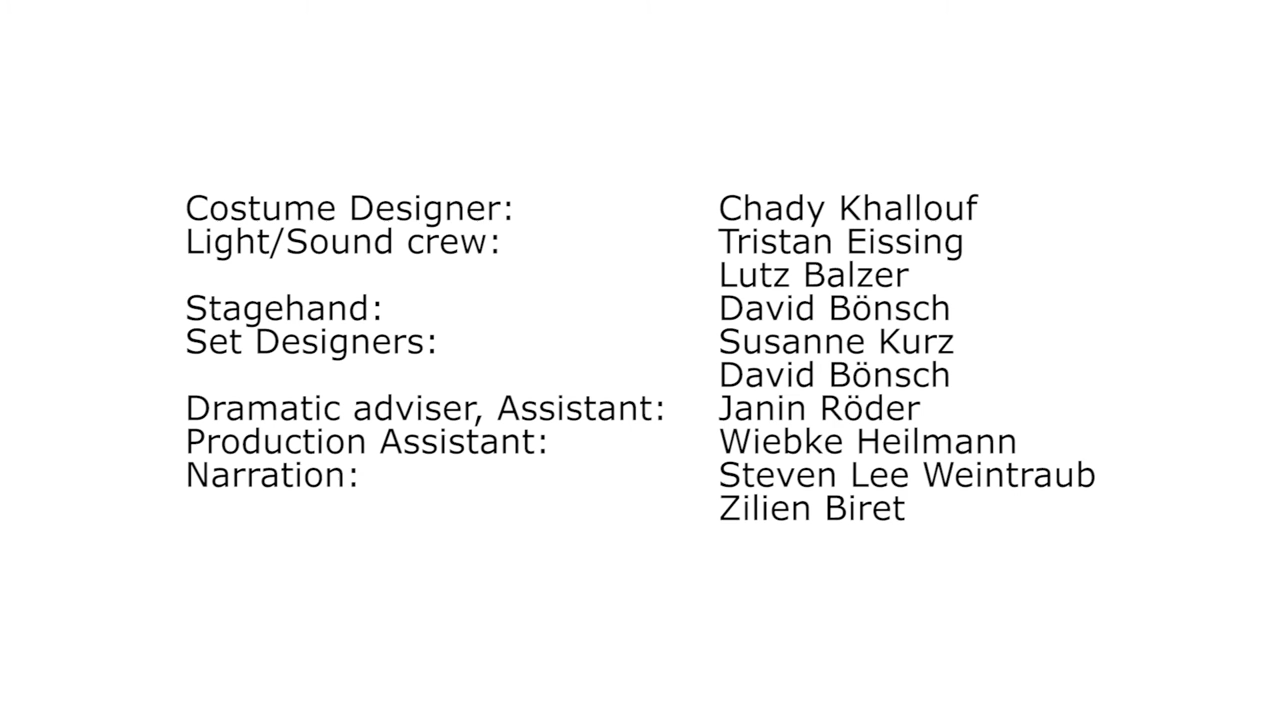 Costume Designer: Chady Khallouf
Light/Sound crew: Tristan Eissing
Lutz Balzer
Stagehand: David Bönsch
Set Designers: Susanne Kurz
David Bönsch
Dramatic adviser, Assistant: Janin Röder
Production Assistant: Wiebke Heilmann
Narration: Steven Lee Weintraub
Zilien Biret